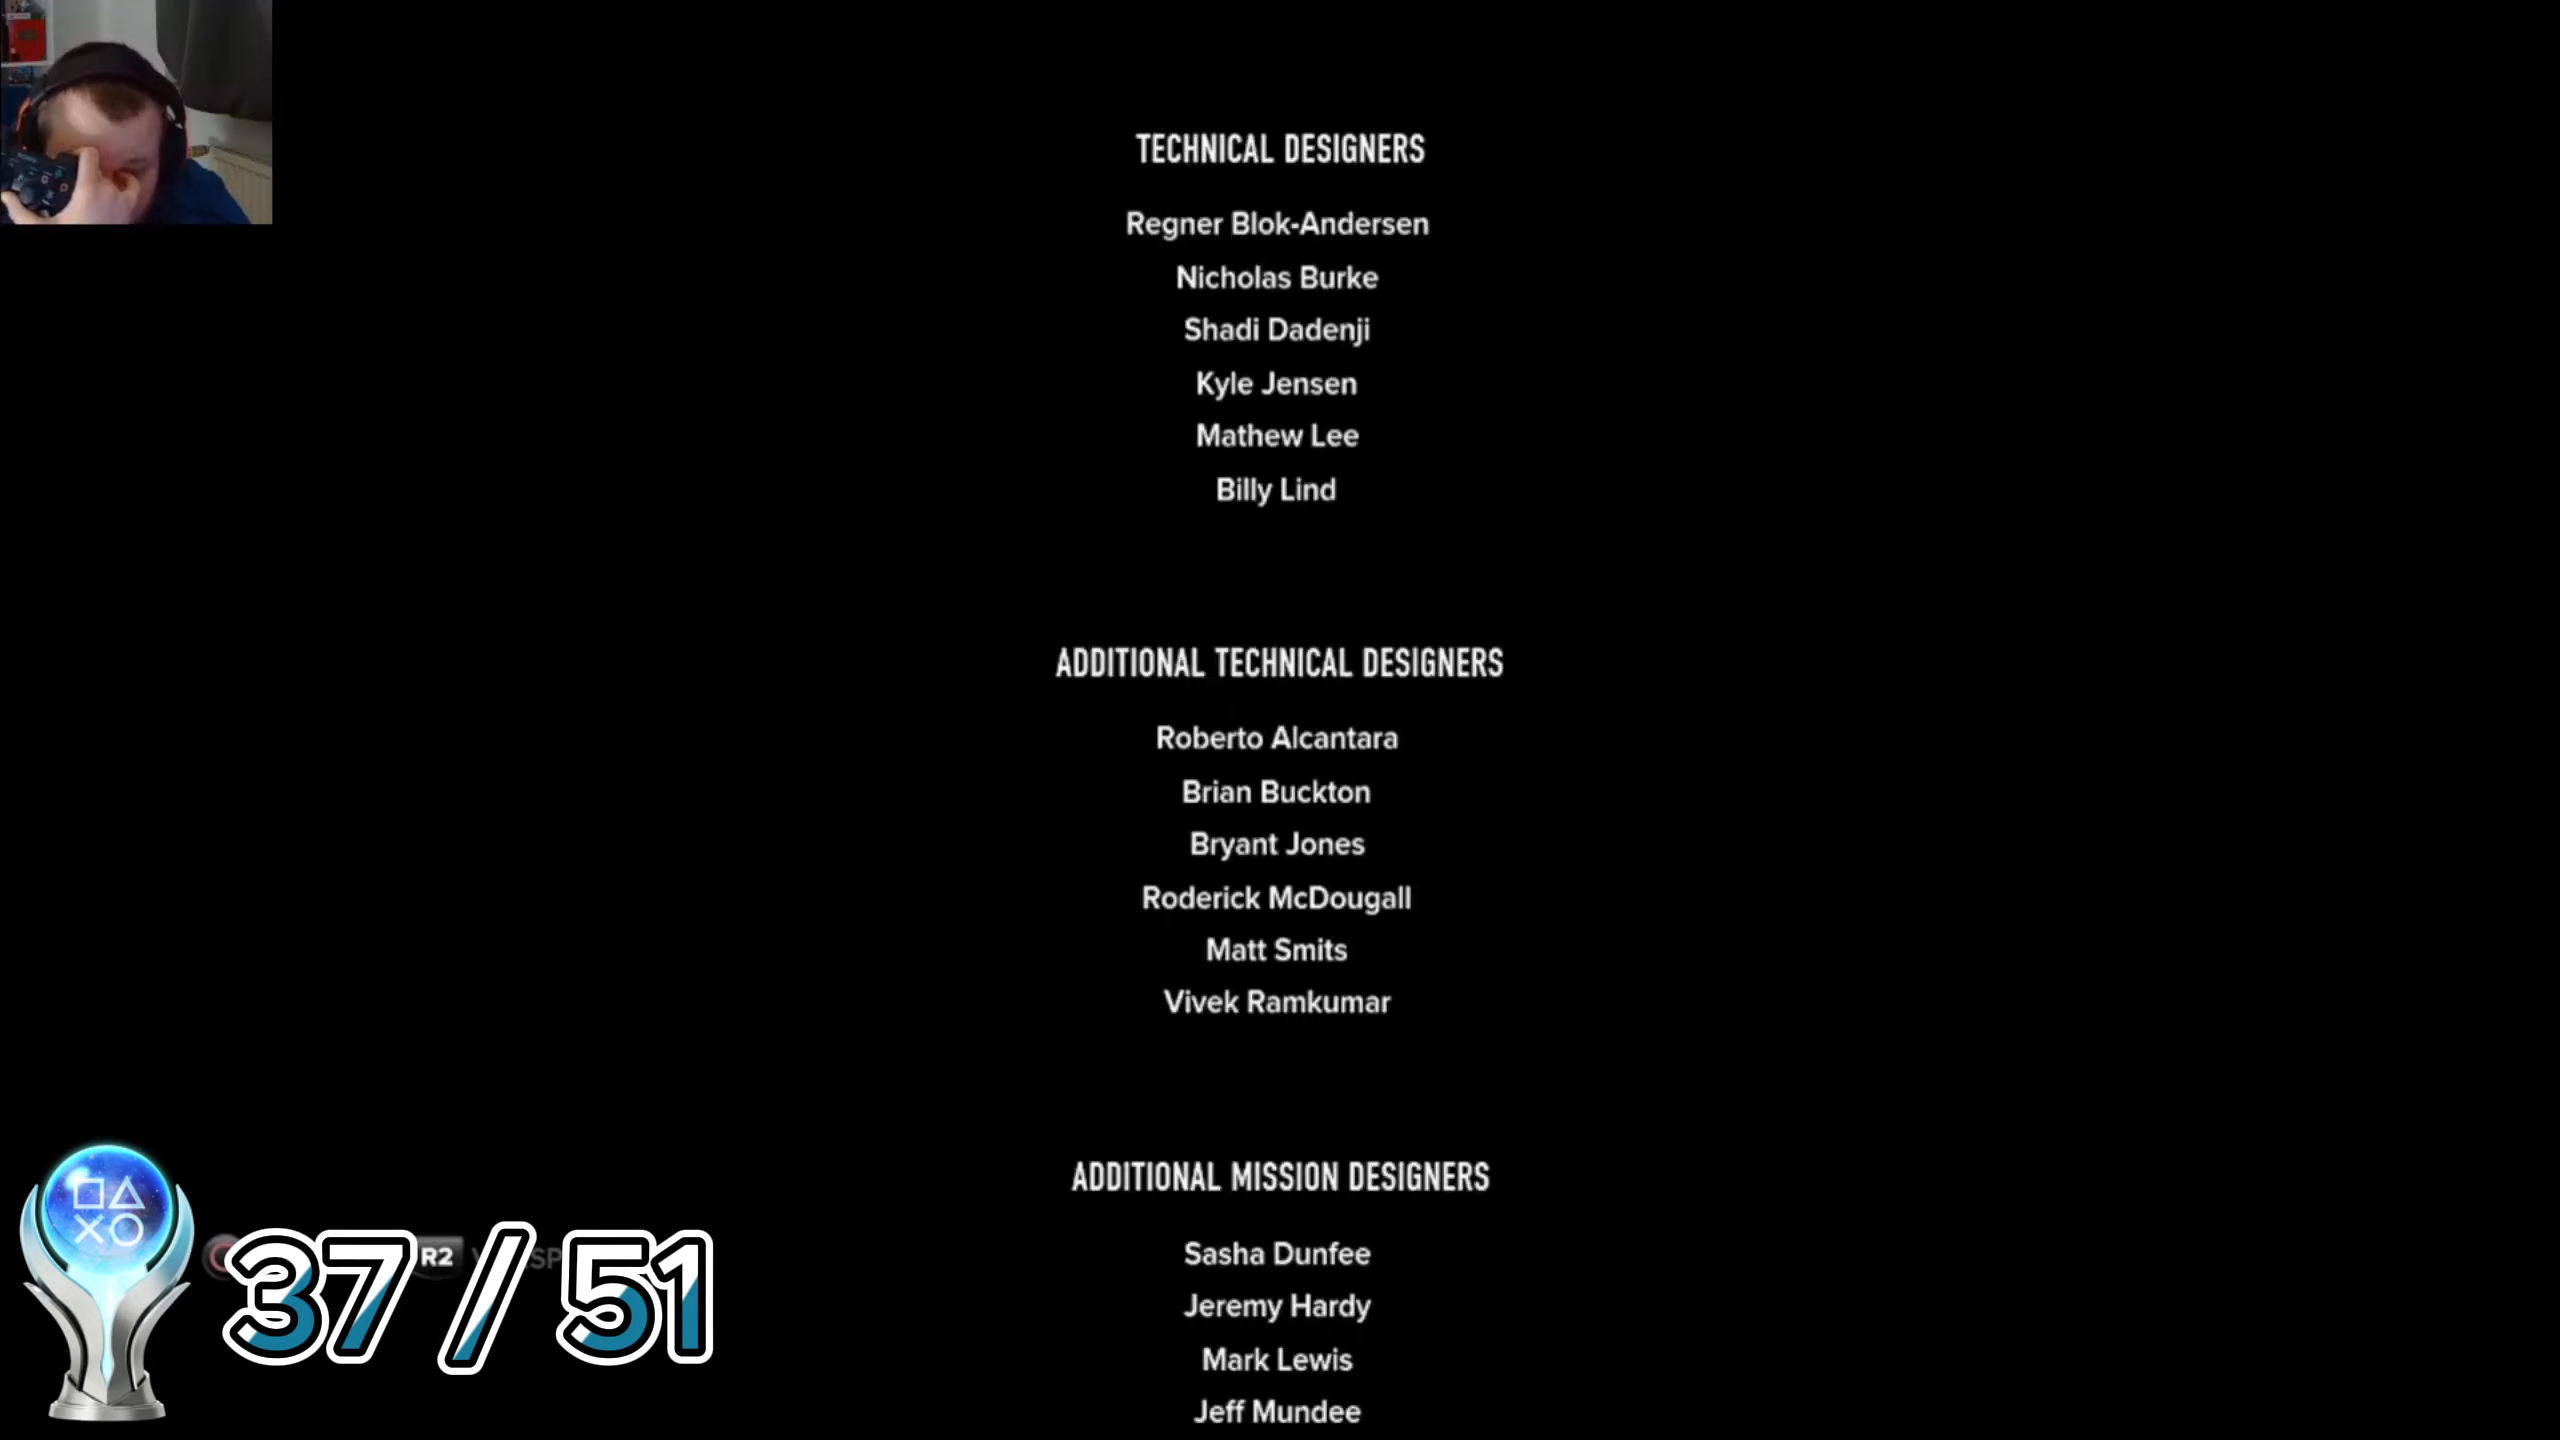 TECHNICAL DESIGNERS
Regner Blok-Andersen
Nicholas Burke
Shadi Dadenji
Kyle Jensen
Mathew Lee
Billy Lind
ADDITIONAL TECHNICAL DESIGNERS
Roberto Alcantara
Brian Buckton
Bryant Jones
Roderick McDougall
Matt Smits
Vivek Ramkumar
ADDITIONAL MISSION DESIGNERS
Sasha Dunfee
Jeremy Hardy
Mark Lewis
Jeff Mundee
R2
37/51